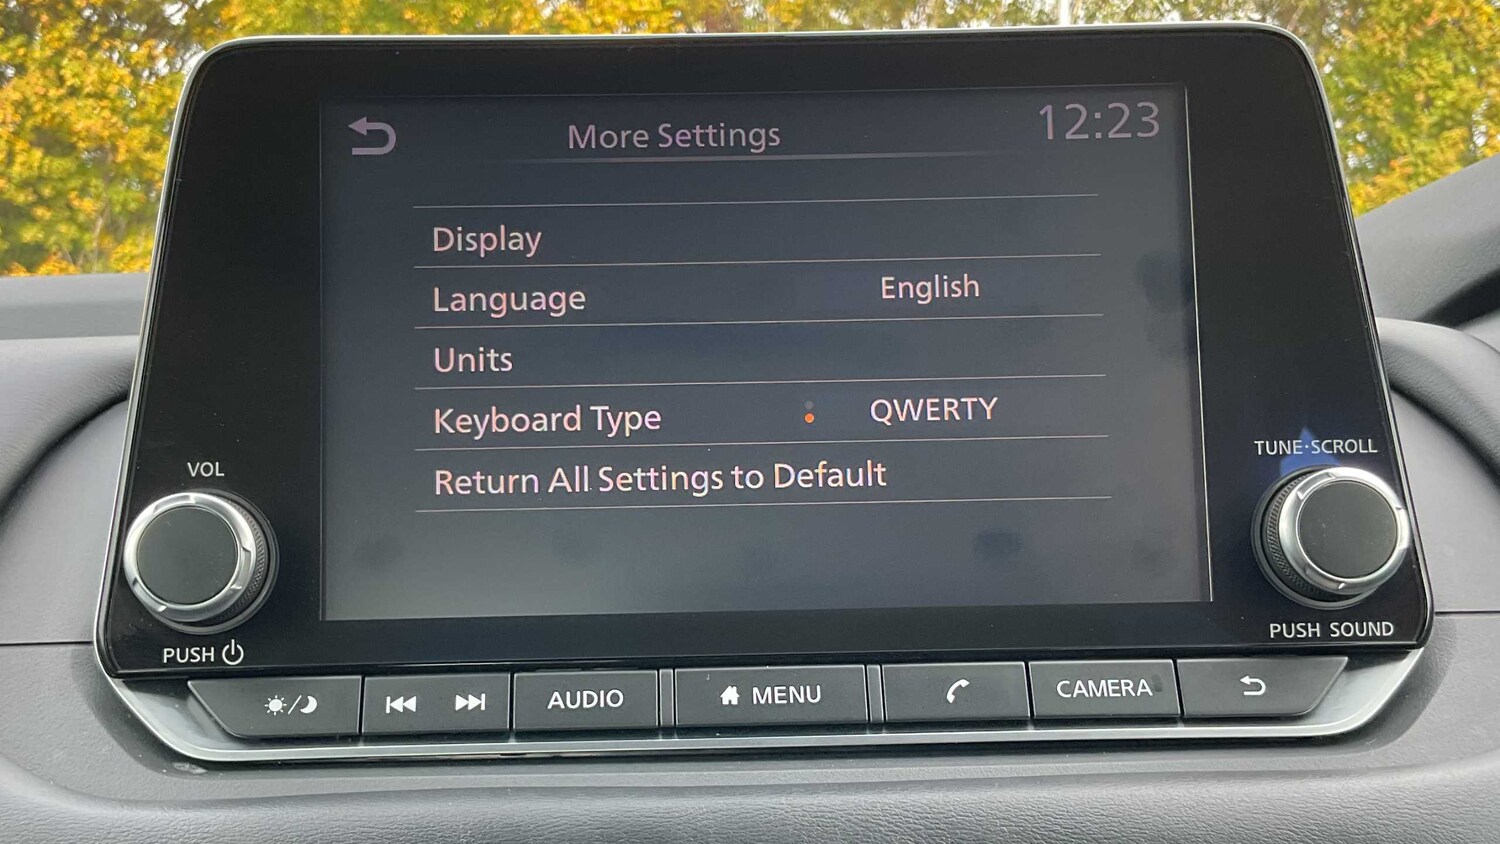 More Settings 12:23
Display
Language English
Units
Keyboard Type QWERTY
Return All Settings to Default
VOL
TUNE·SCROLL
PUSH
PUSH SOUND
AUDIO MENU CAMERA